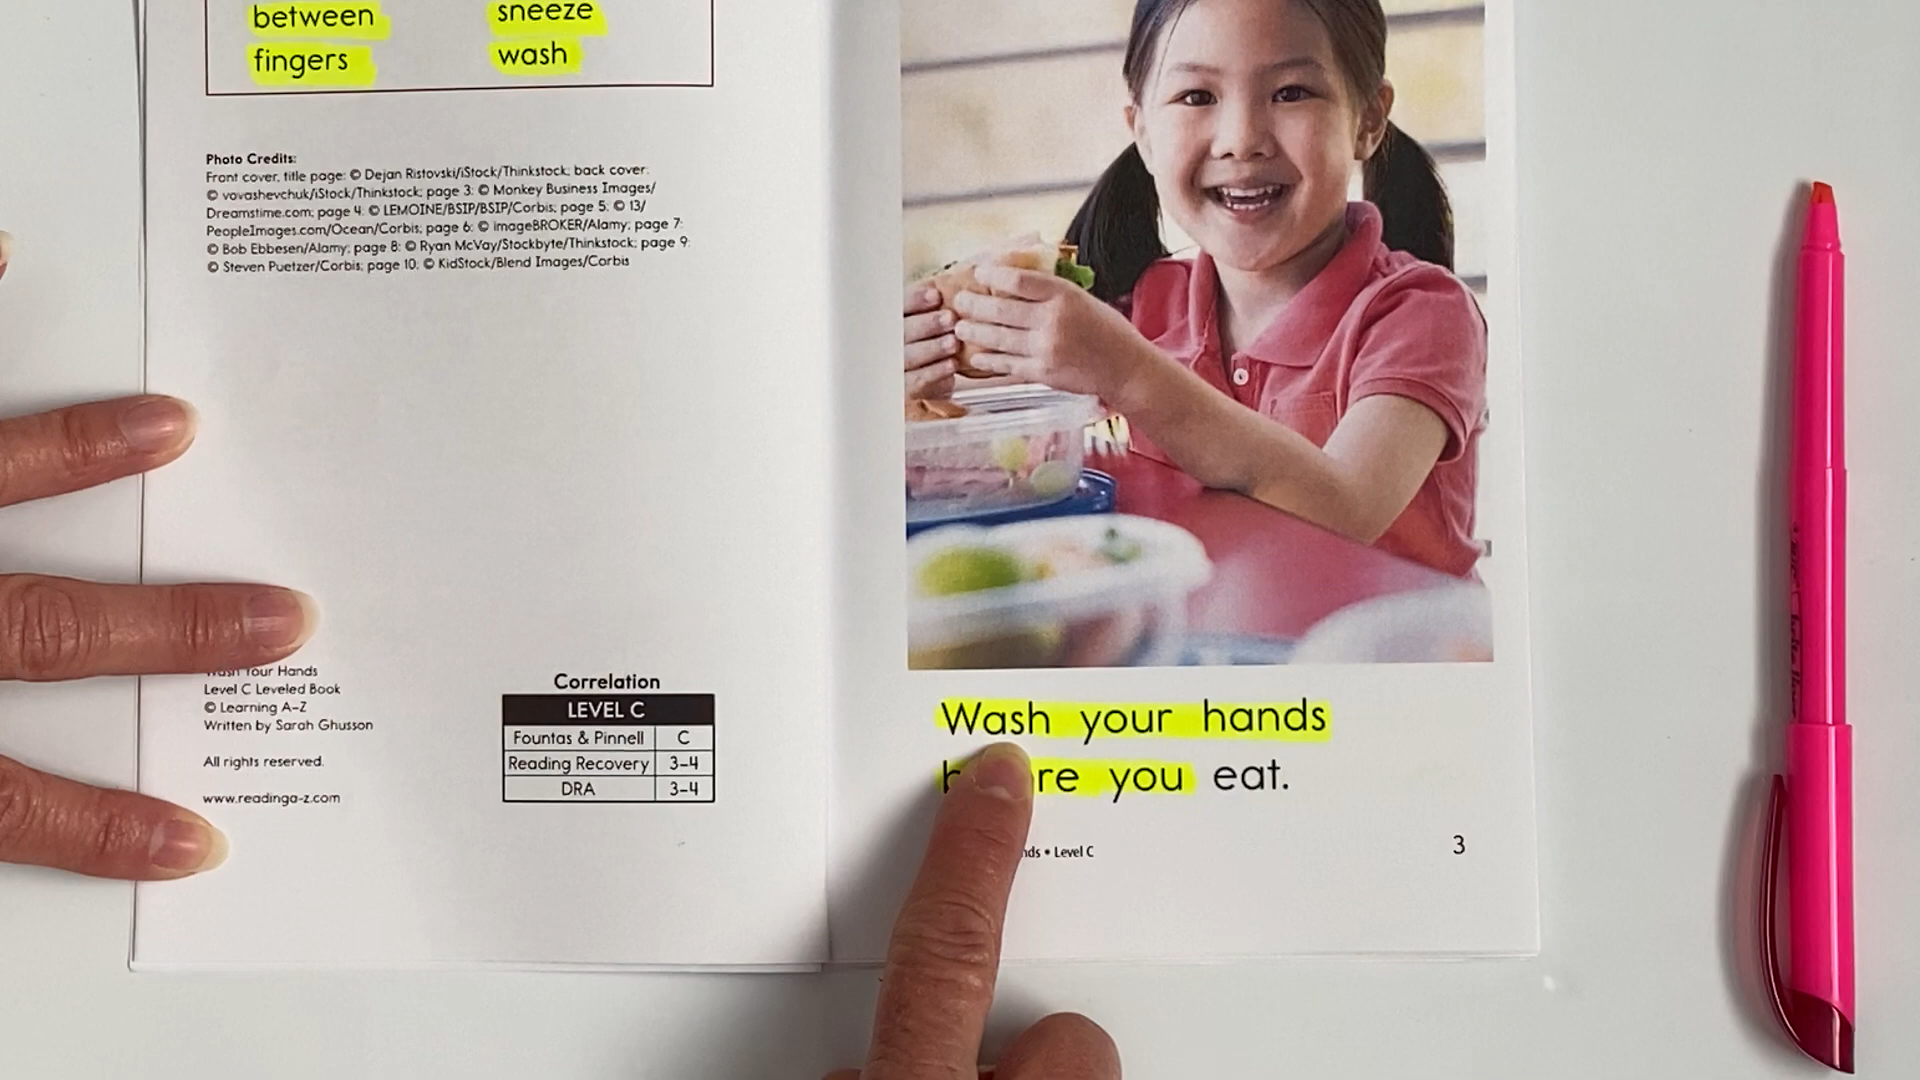 between
fingers
sneeze
wash
Photo Credits:
Front cover, title page: © Dejan Ristovski/iStock/Thinkstock; back cover:
© vovashevchuk/iStock/Thinkstock; page 3: © Monkey Business Images/
Dreamstime.com; page 4: © LEMOINE/BSIP/BSIP/Corbis; page 5: © 13/
PeopleImages.com/Ocean/Corbis; page 6: © imageBROKER/Alamy; page 7:
© Bob Ebbesen/Alamy; page 8: © Ryan McVay/Stockbyte/Thinkstock; page 9:
© Steven Puetzer/Corbis; page 10: © KidStock/Blend Images/Corbis
Wash Your Hands
Level C Leveled Book
© Learning A–Z
Written by Sarah Ghusson
All rights reserved.
www.readinga-z.com
Correlation
LEVEL C
Fountas & Pinnell C
Reading Recovery 3–4
DRA 3–4
Wash your hands
before you eat.
• Level C
3